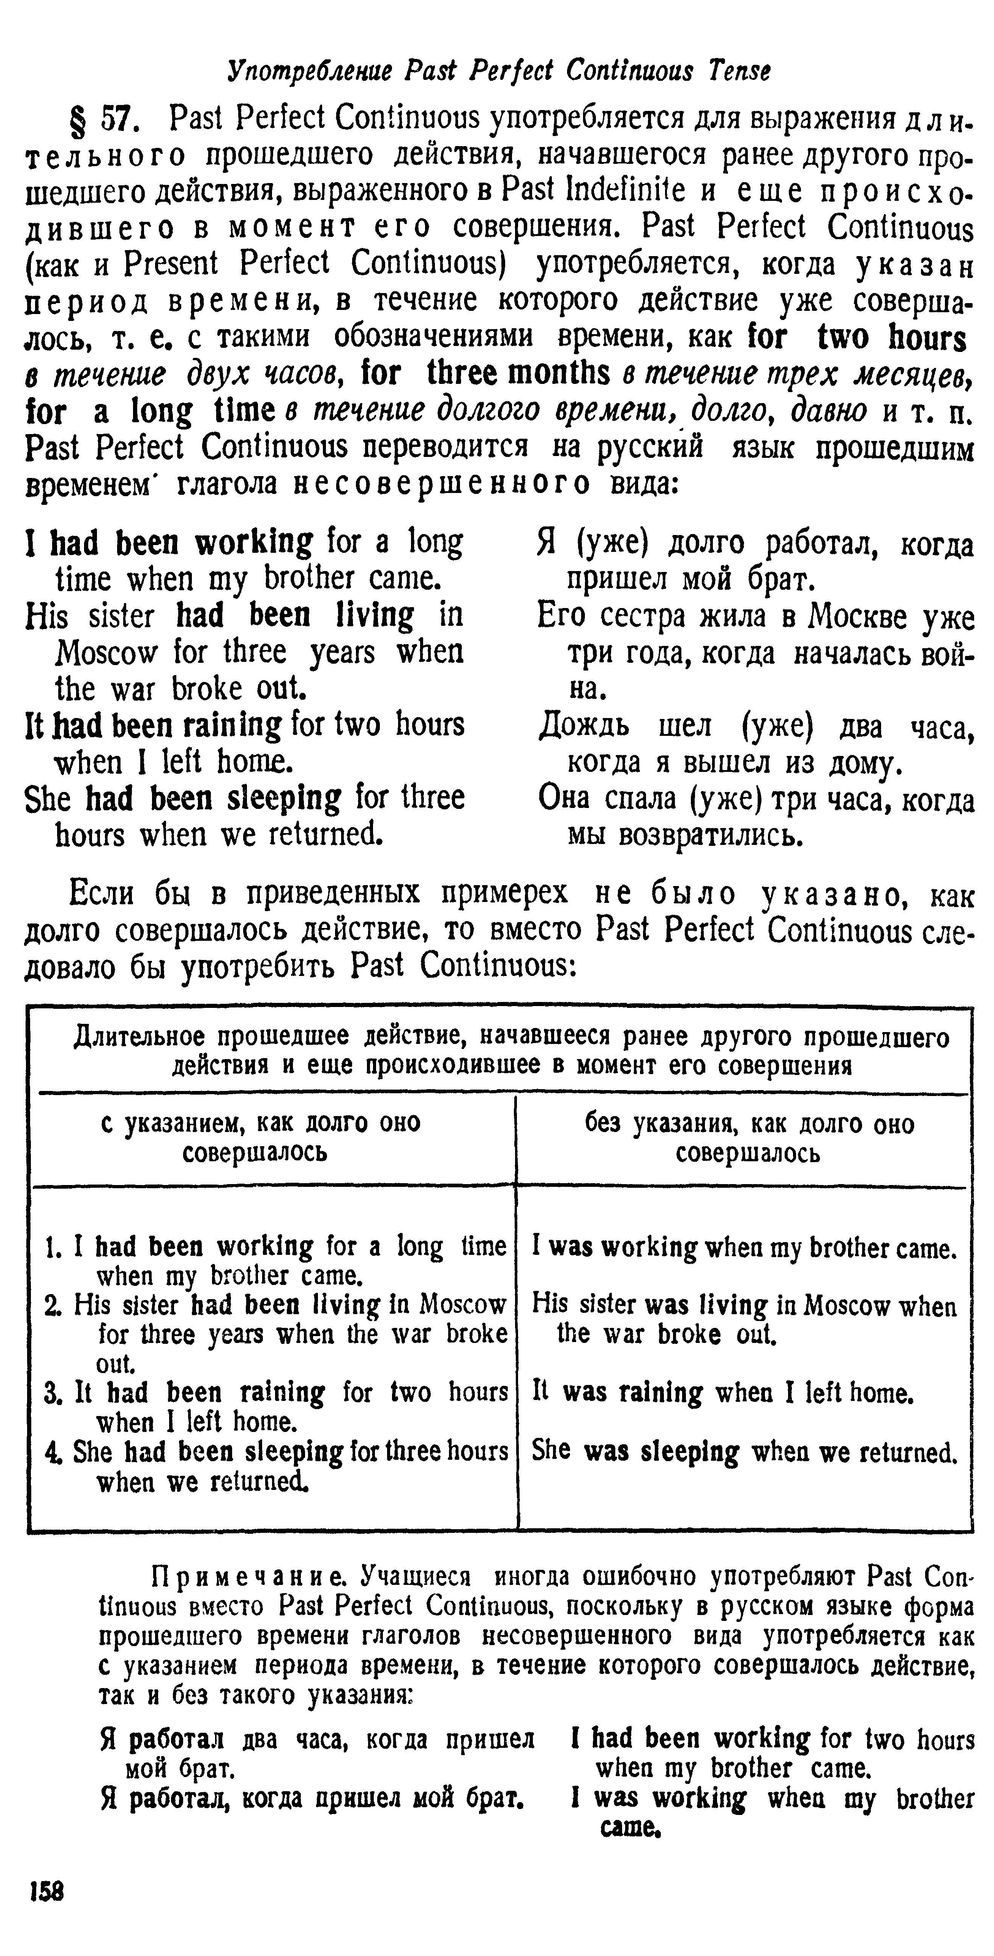 Употребление Past Perfect Continuous Tense
§ 57. Past Perfect Continuous употребляется для выражения дли-
тельного прошедшего действия, начавшегося ранее другого про-
шедшего действия, выраженного в Past Indefinite и еще происхо-
дившего в момент его совершения. Past Perfect Continuous
(как и Present Perfect Continuous) употребляется, когда указан
период времени, в течение которого действие уже соверша-
лось, т. е. с такими обозначениями времени, как for two hours
в течение двух часов, for three months в течение трех месяцев,
for a long time в течение долгого времени, долго, давно и т. п.
Past Perfect Continuous переводится на русский язык прошедшим
временем глагола несовершенного вида:
I had been working for a long
time when my brother came.
His sister had been living in
Moscow for three years when
the war broke out.
It had been raining for two hours
when I left home.
She had been sleeping for three
hours when we returned.
Я (уже) долго работал, когда
пришел мой брат.
Его сестра жила в Москве уже
три года, когда началась вой-
на.
Дождь шел (уже) два часа,
когда я вышел из дому.
Она спала (уже) три часа, когда
мы возвратились.
Если бы в приведенных примерех не было указано, как
долго совершалось действие, то вместо Past Perfect Continuous сле-
довало бы употребить Past Continuous:
Длительное прошедшее действие, начавшееся ранее другого прошедшего
действия и еще происходившее в момент его совершения
с указанием, как долго оно
совершалось
без указания, как долго оно
совершалось
1. I had been working for a long time
when my brother came.
2. His sister had been living in Moscow
for three years when the war broke
out.
3. It had been raining for two hours
when I left home.
4. She had been sleeping for three hours
when we returned.
I was working when my brother came.
His sister was living in Moscow when
the war broke out.
It was raining when I left home.
She was sleeping when we returned.
Примечание. Учащиеся иногда ошибочно употребляют Past Con-
tinuous вместо Past Perfect Continuous, поскольку в русском языке форма
прошедшего времени глаголов несовершенного вида употребляется как
с указанием периода времени, в течение которого совершалось действие,
так и без такого указания:
Я работал два часа, когда пришел
мой брат.
Я работал, когда пришел мой брат.
I had been working for two hours
when my brother came.
I was working when my brother
came.
158